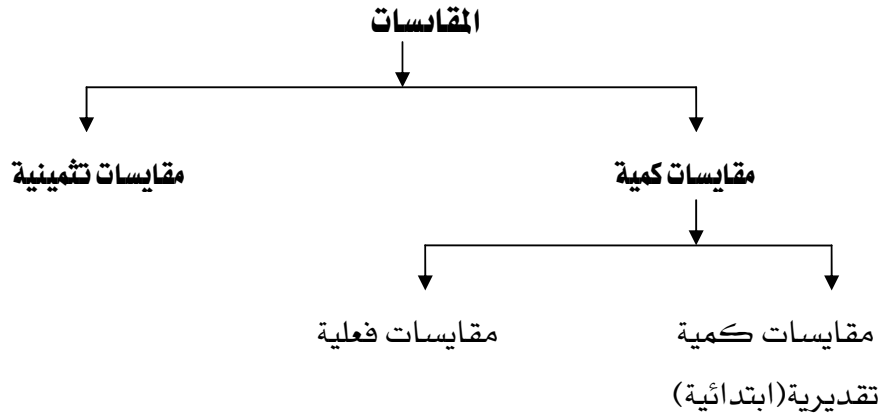 المقايسات
مقايسات كمية
مقايسات تثمينية
مقايسات كمية
تقديرية(ابتدائية)
مقايسات فعلية